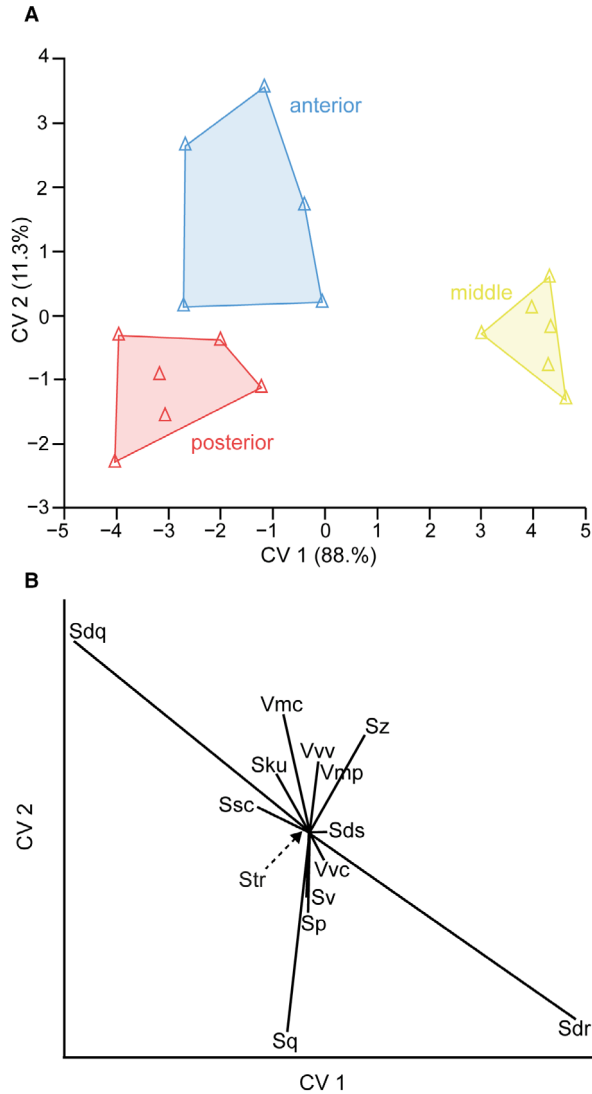 A
4
anterior
3
2
CV 2 (11.3%)
1
middle
0
−1
−2
posterior
−3
−5 −4 −3 −2 −1 0 1 2 3 4 5
CV 1 (88.%)
B
Sdq
Vmc
Sz
Vvv
Sku
Vmp
Ssc
CV 2
Sds
Vvc
Str
Sv
Sp
Sdr
Sq
CV 1